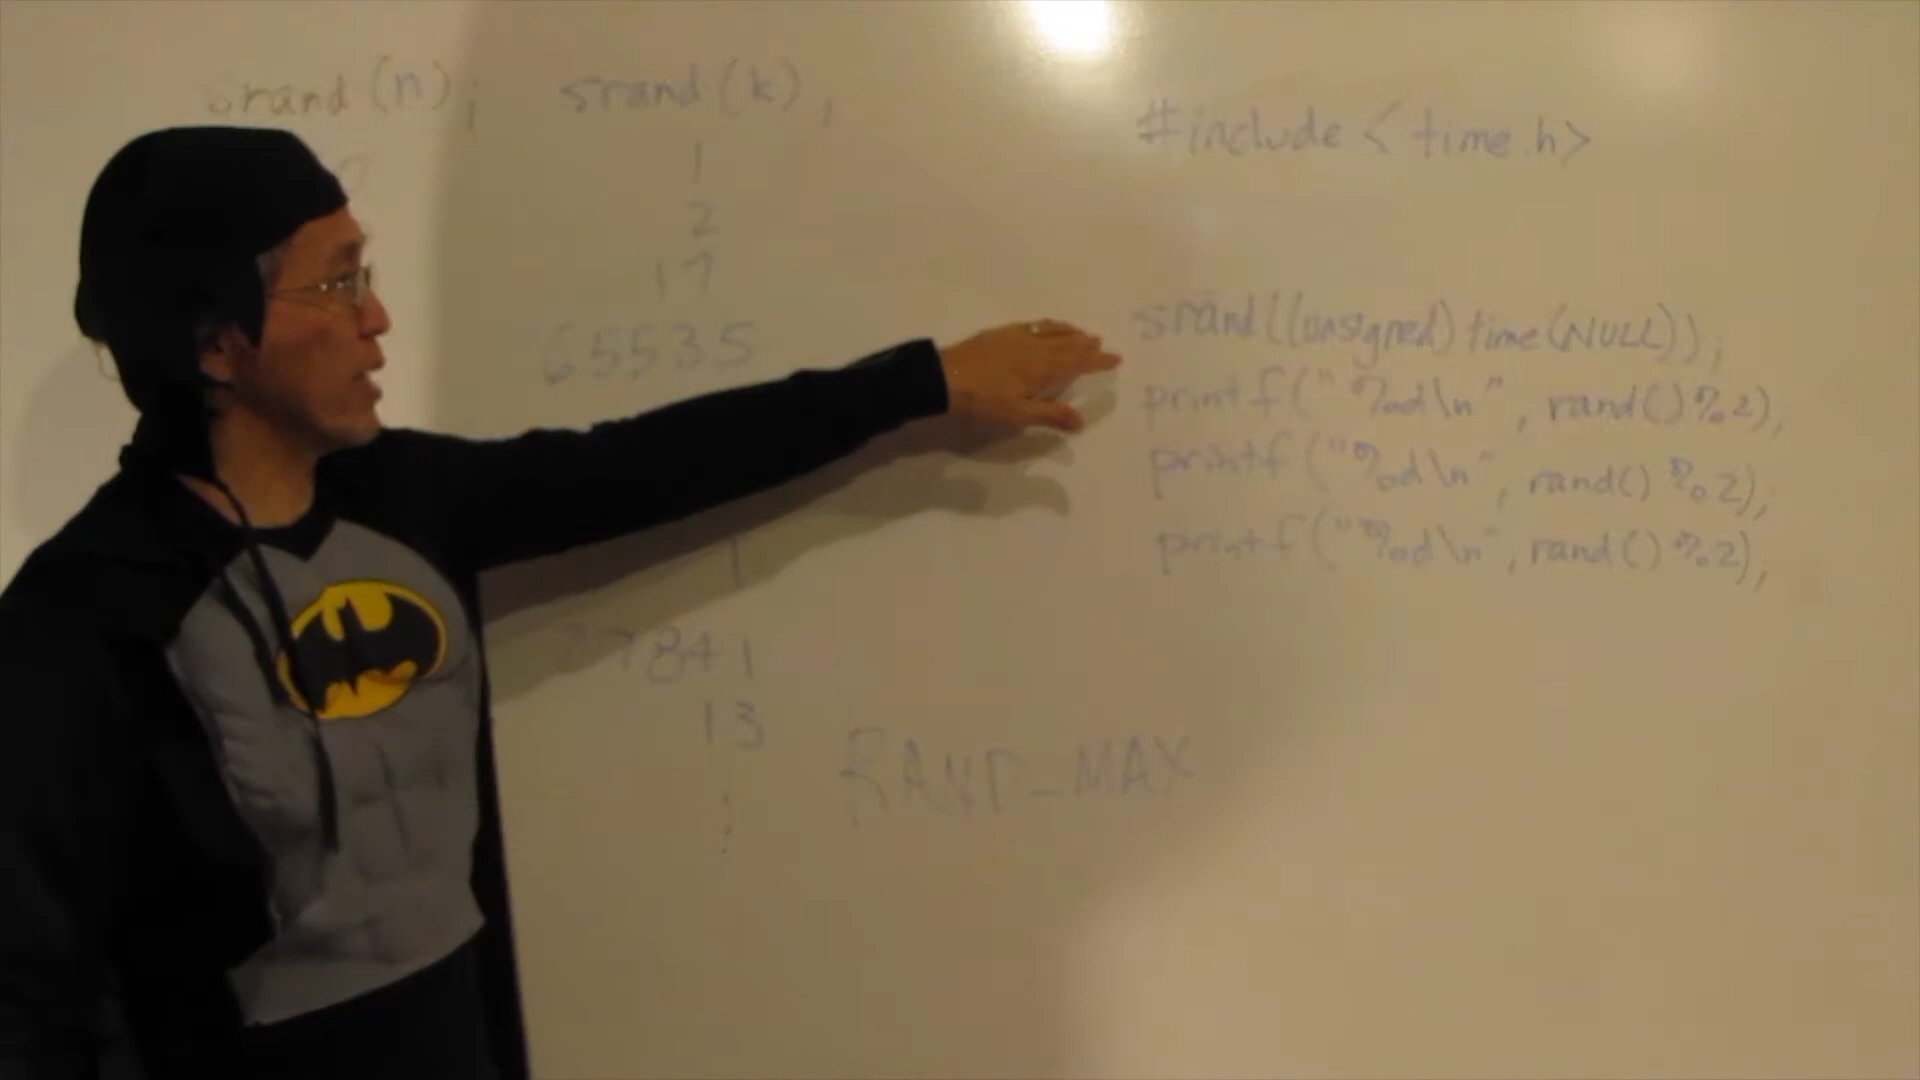 srand(n); srand(k);
1
2
17
65535
1
841
13
⋮
RAND_MAX
#include <time.h>
srand((unsigned)time(NULL));
printf("%d\n", rand()%2);
printf("%d\n", rand()%2);
printf("%d\n", rand()%2);